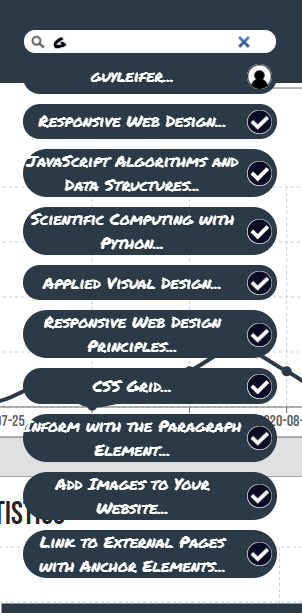 G
GUYLEIFER...
RESPONSIVE WEB DESIGN...
JAVASCRIPT ALGORITHMS AND
DATA STRUCTURES...
SCIENTIFIC COMPUTING WITH
PYTHON...
APPLIED VISUAL DESIGN...
RESPONSIVE WEB DESIGN
PRINCIPLES...
CSS GRID...
07-25
020-08-
INFORM WITH THE PARAGRAPH
ELEMENT...
ADD IMAGES TO YOUR
WEBSITE...
LINK TO EXTERNAL PAGES
WITH ANCHOR ELEMENTS...